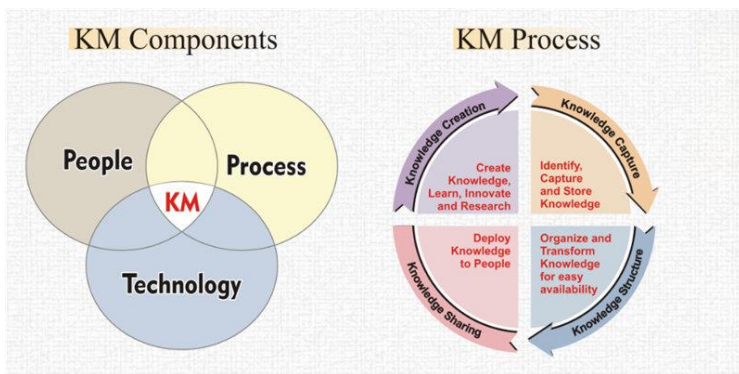 KM Components
People
Process
KM
Technology
KM Process
Knowledge Creation
Create
Knowledge,
Learn, Innovate
and Research
Knowledge Capture
Identify,
Capture
and Store
Knowledge
Deploy
Knowledge
to People
Knowledge Sharing
Organize and
Transform
Knowledge
for easy
availability
Knowledge Structure